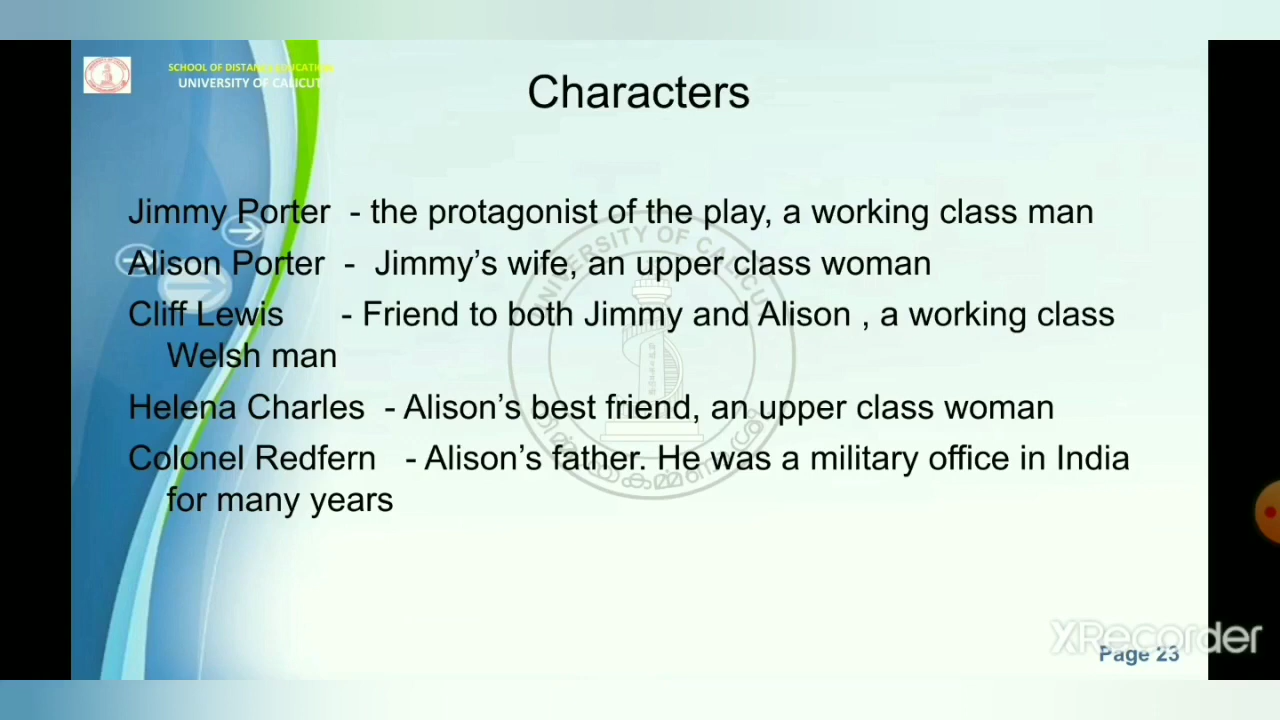 SCHOOL OF DISTANCE EDUCATION
UNIVERSITY OF CALICUT
Characters
Jimmy Porter - the protagonist of the play, a working class man
Alison Porter - Jimmy's wife, an upper class woman
Cliff Lewis - Friend to both Jimmy and Alison , a working class
Welsh man
Helena Charles - Alison's best friend, an upper class woman
Colonel Redfern - Alison's father. He was a military office in India
for many years
UNIVERSITY OF CALICUT
XRecorder
Page 23